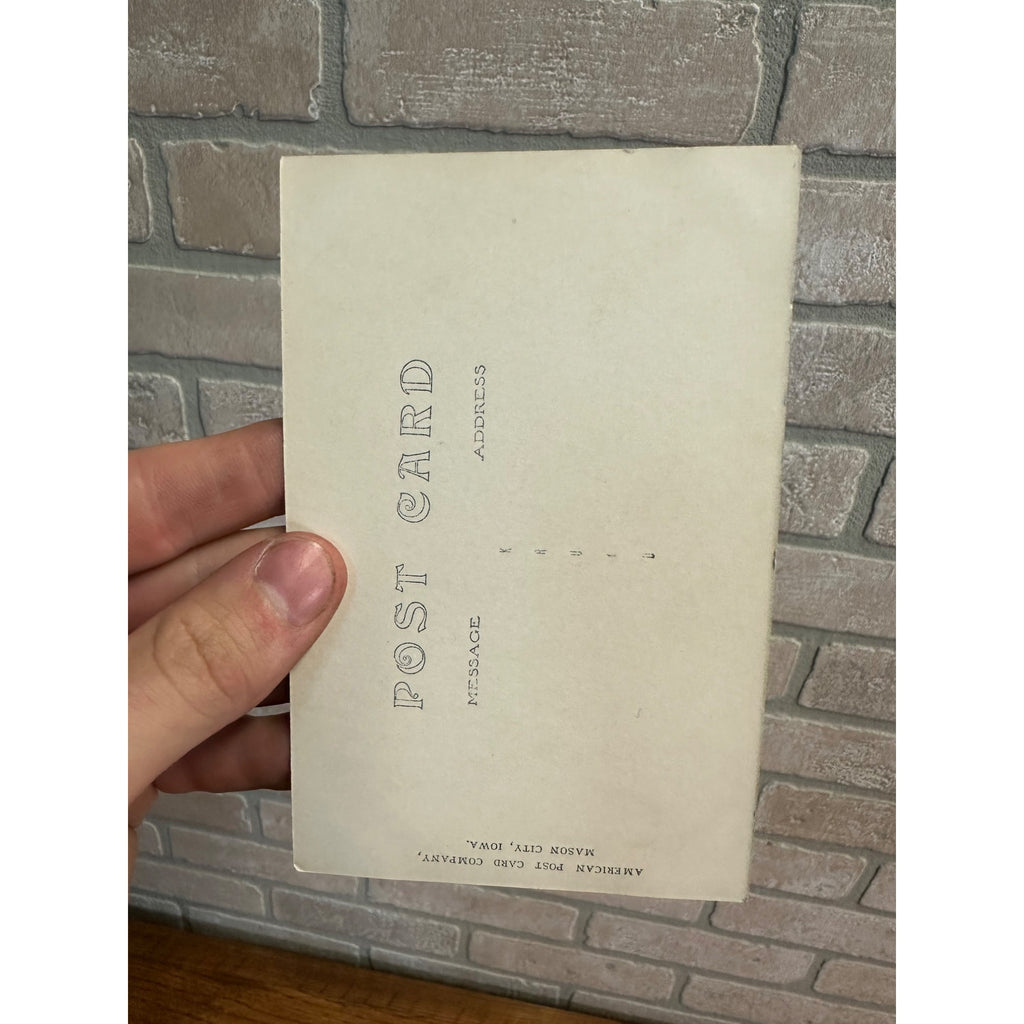 POST CARD
MESSAGE
ADDRESS
AMERICAN POST CARD COMPANY,
MASON CITY, IOWA.